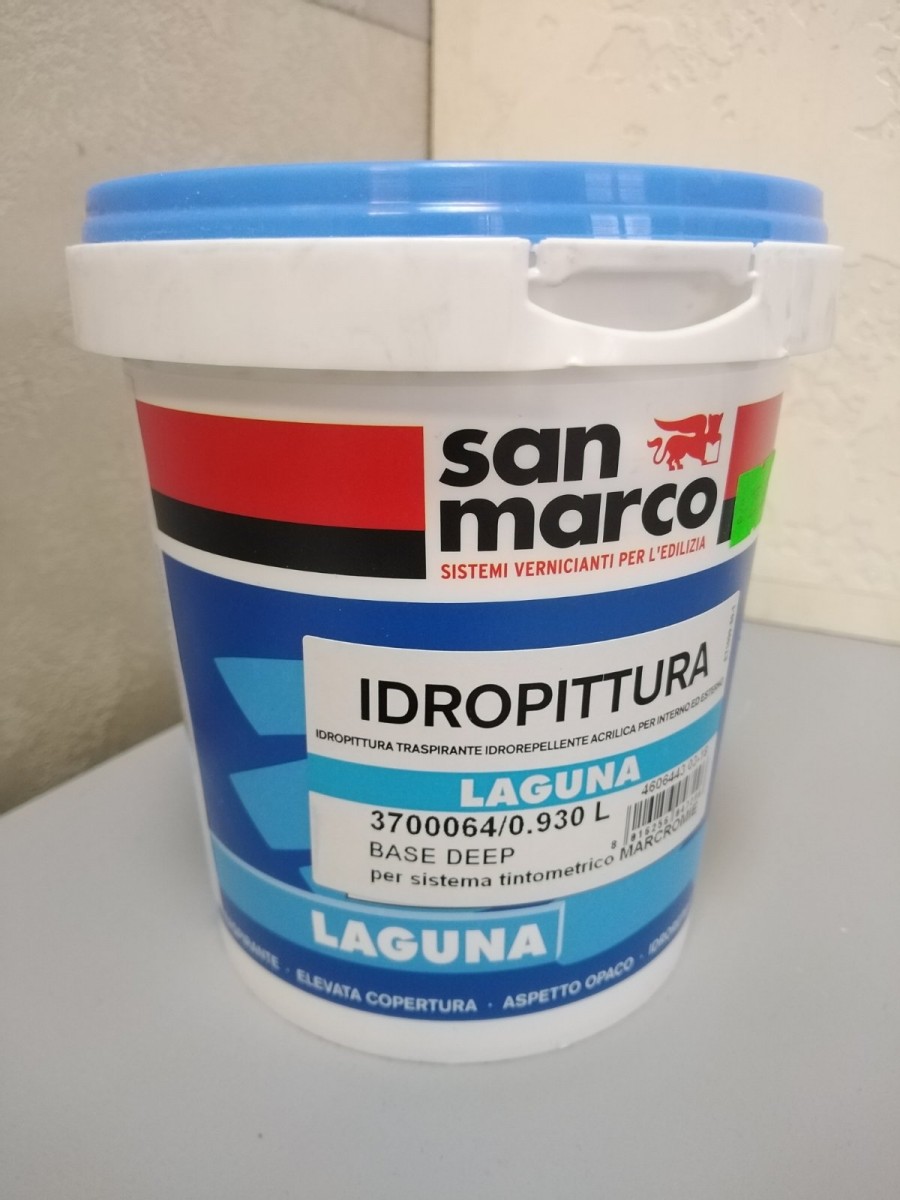 san
marco
SISTEMI VERNICIANTI PER L'EDILIZIA
IDROPITTURA
IDROPITTURA TRASPIRANTE IDROREPELLENTE ACRILICA PER INTERNO ED ESTERNO
LAGUNA
3700064/0.930 L
BASE DEEP
per sistema tintometrico MARCROMIE
LAGUNA
ELEVATA COPERTURA · ASPETTO OPACO ·